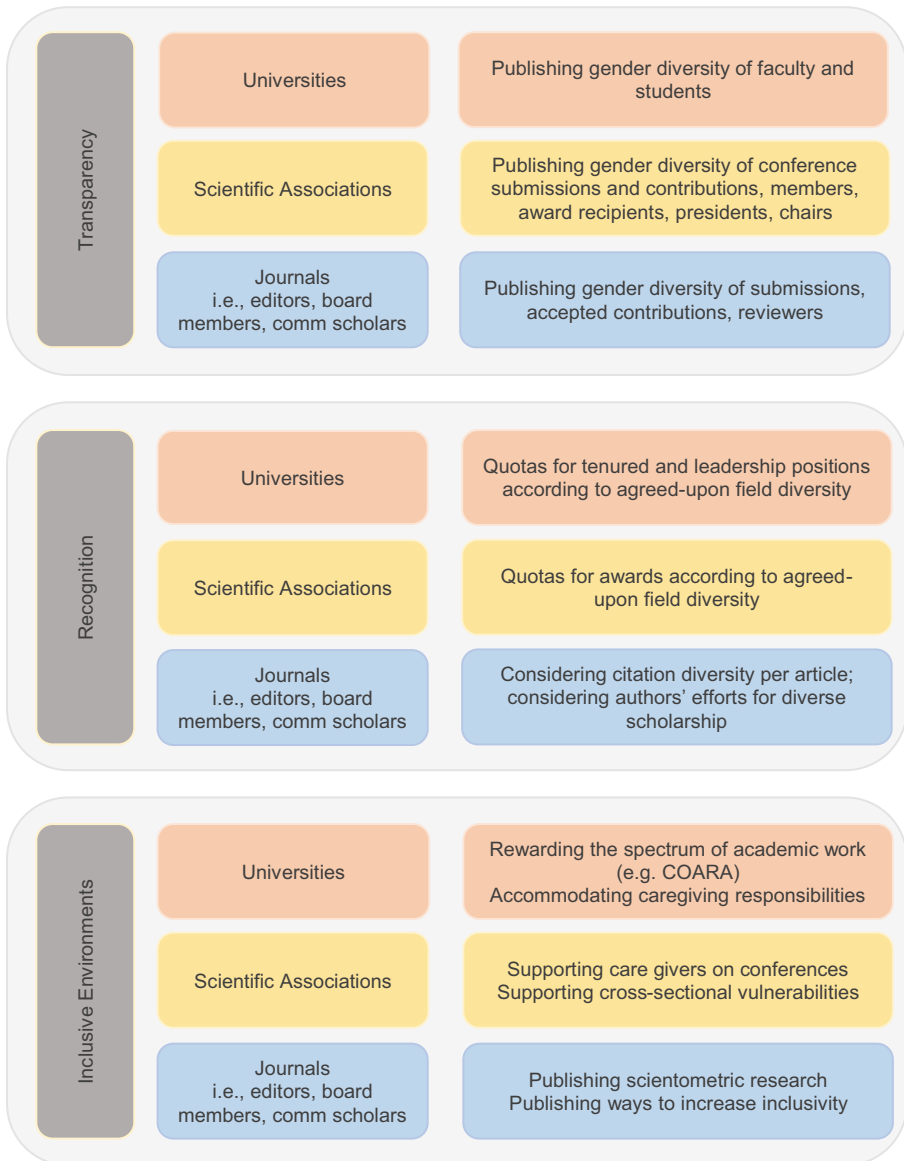 Transparency
Universities
Publishing gender diversity of faculty and
students
Scientific Associations
Publishing gender diversity of conference
submissions and contributions, members,
award recipients, presidents, chairs
Journals
i.e., editors, board
members, comm scholars
Publishing gender diversity of submissions,
accepted contributions, reviewers
Recognition
Universities
Quotas for tenured and leadership positions
according to agreed-upon field diversity
Scientific Associations
Quotas for awards according to agreed-
upon field diversity
Journals
i.e., editors, board
members, comm scholars
Considering citation diversity per article;
considering authors’ efforts for diverse
scholarship
Inclusive Environments
Universities
Rewarding the spectrum of academic work
(e.g. COARA)
Accommodating caregiving responsibilities
Scientific Associations
Supporting care givers on conferences
Supporting cross-sectional vulnerabilities
Journals
i.e., editors, board
members, comm scholars
Publishing scientometric research
Publishing ways to increase inclusivity